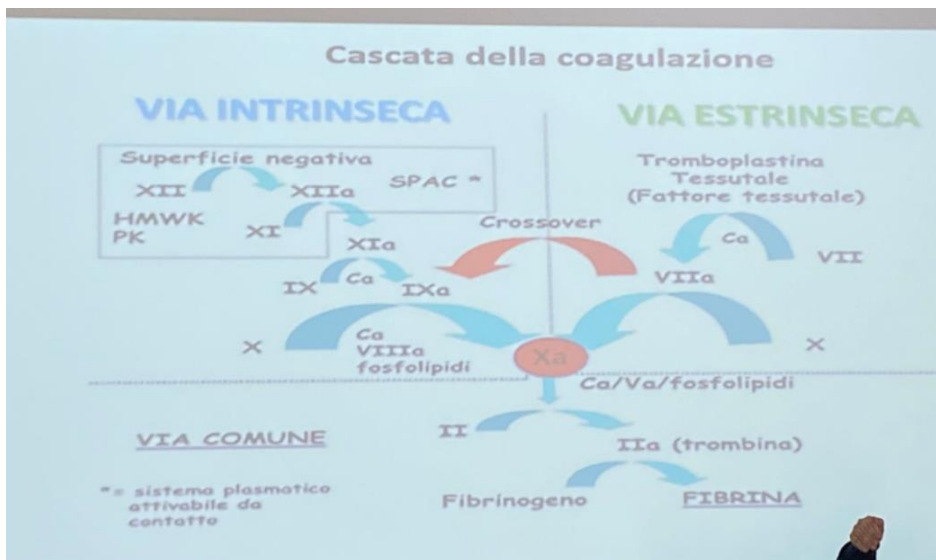 Cascata della coagulazione
VIA INTRINSECA
Superficie negativa
XII
XIIa
SPAC *
HMWK
PK
XI
XIa
IX
Ca
IXa
X
Ca
VIIIa
fosfolipidi
Crossover
VIA ESTRINSECA
Tromboplastina
Tessutale
(Fattore tessutale)
Ca
VII
VIIa
X
Xa
Ca/Va/fosfolipidi
VIA COMUNE
II
IIa (trombina)
Fibrinogeno
FIBRINA
*= sistema plasmatico
attivabile da
contatto